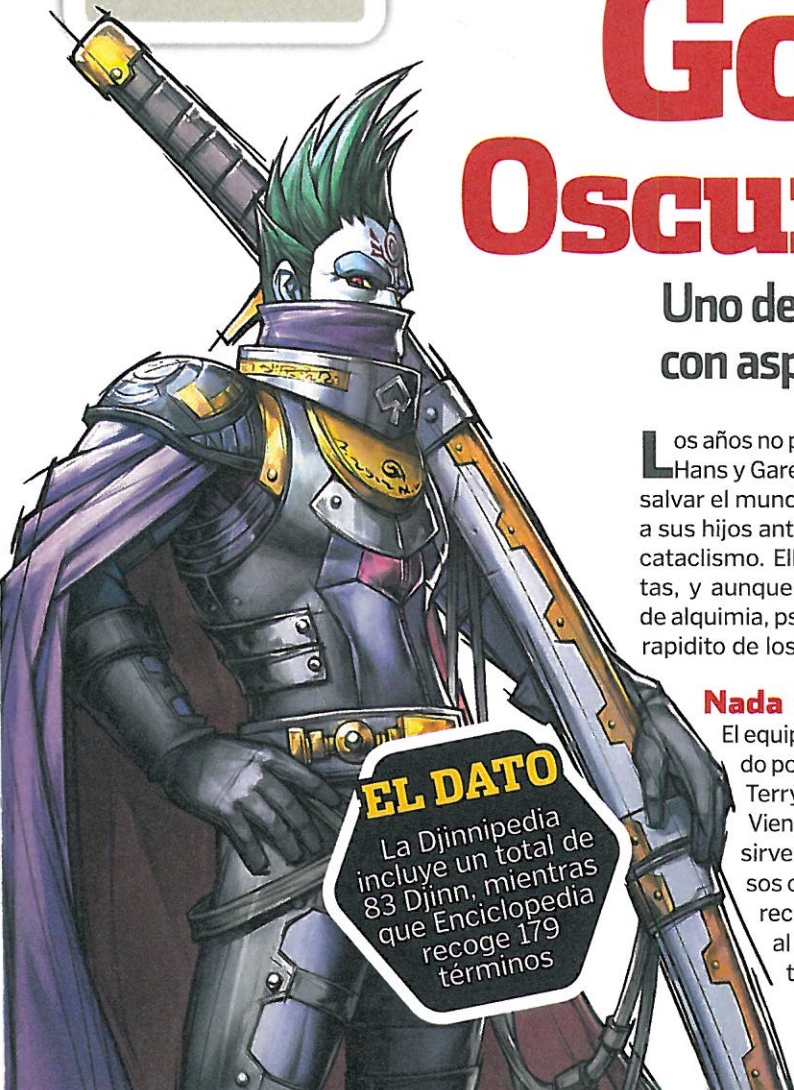 Go
Oscu
Uno de
con asp
Los años no p
Hans y Gare
salvar el mund
a sus hijos ant
cataclismo. Ell
tas, y aunque
de alquimia, ps
rapidito de los
Nada
El equip
do po
Terry
Vien
sirve
sos c
rec
al
t
EL DATO
La Djinnipedia
incluye un total de
83 Djinn, mientras
que Enciclopedia
recoge 179
términos